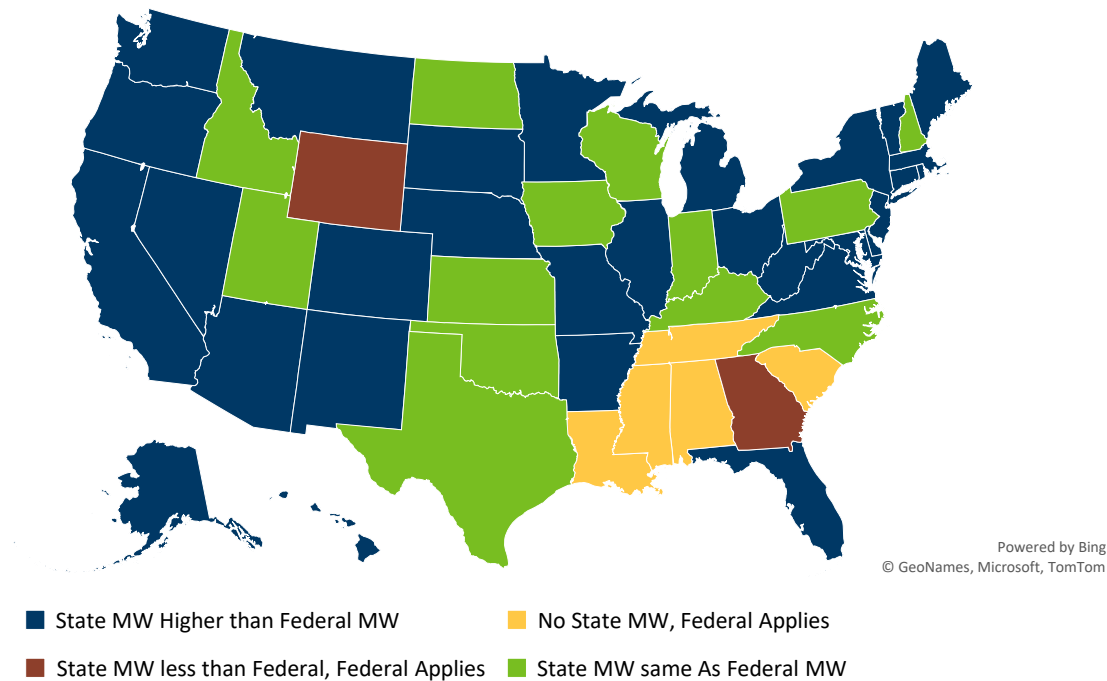 Powered by Bing
© GeoNames, Microsoft, TomTom
State MW Higher than Federal MW
No State MW, Federal Applies
State MW less than Federal, Federal Applies
State MW same As Federal MW